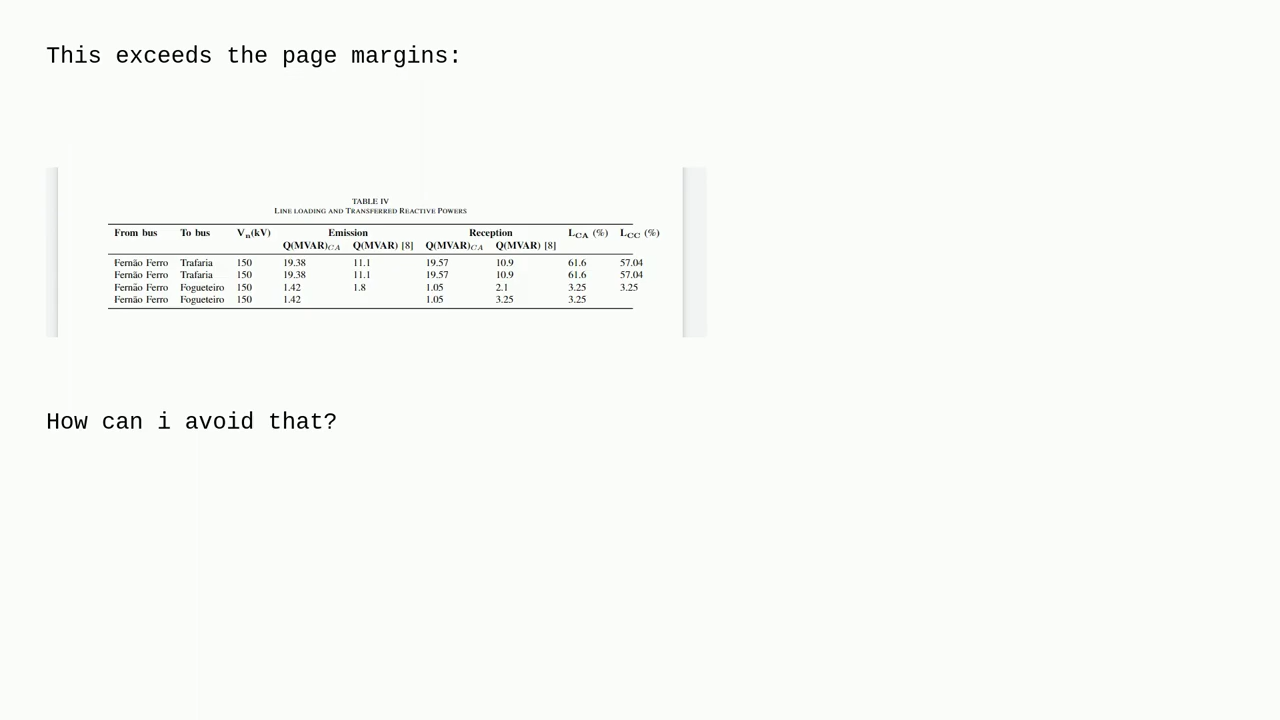 This exceeds the page margins:
TABLE IV
LINE LOADING AND TRANSFERRED REACTIVE POWERS
From bus To bus Vn(kV) Emission Reception LCA (%) LCC (%)
Q(MVAR)CA Q(MVAR) [8] Q(MVAR)CA Q(MVAR) [8]
Fernão Ferro Trafaria 150 19.38 11.1 19.57 10.9 61.6 57.04
Fernão Ferro Trafaria 150 19.38 11.1 19.57 10.9 61.6 57.04
Fernão Ferro Fogueteiro 150 1.42 1.8 1.05 2.1 3.25 3.25
Fernão Ferro Fogueteiro 150 1.42 1.05 3.25 3.25
How can i avoid that?